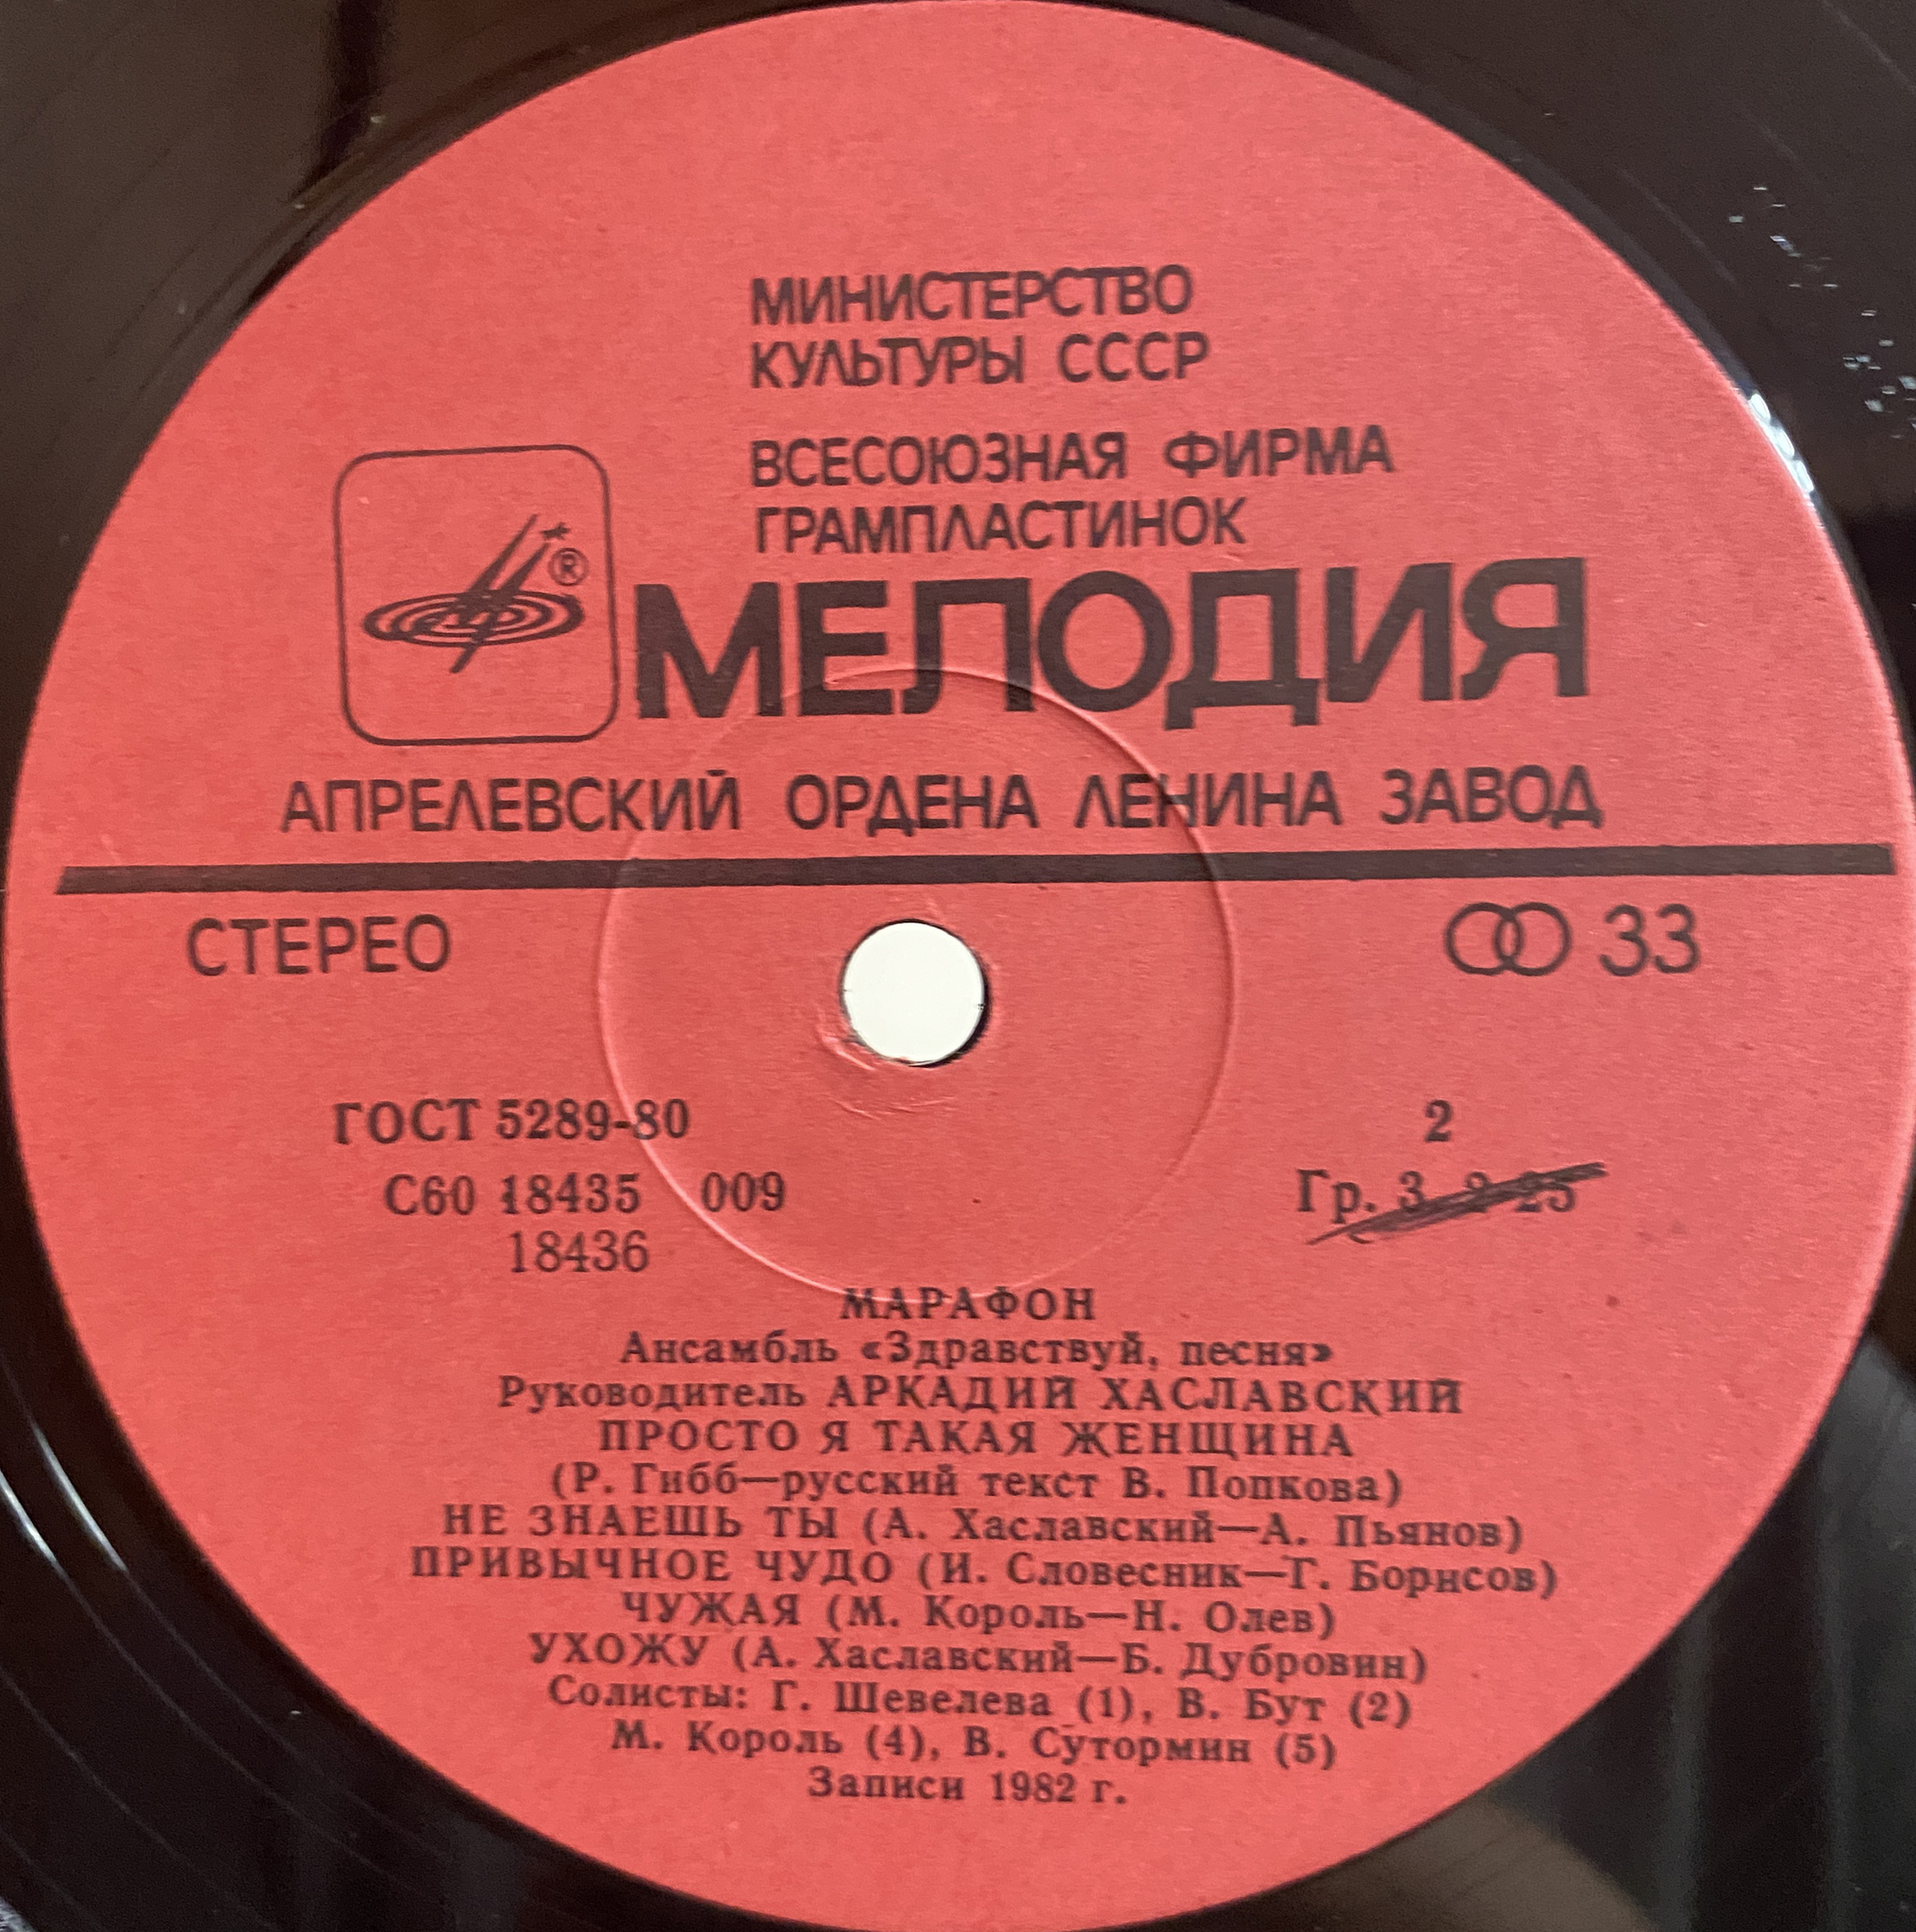 МИНИСТЕРСТВО
КУЛЬТУРЫ СССР
ВСЕСОЮЗНАЯ ФИРМА
ГРАМПЛАСТИНОК
®
МЕЛОДИЯ
АПРЕЛЕВСКИЙ ОРДЕНА ЛЕНИНА ЗАВОД
СТЕРЕО 33
ГОСТ 5289-80 2
С60 18435 009 Гр. 3. 2-25
18436
МАРАФОН
Ансамбль «Здравствуй, песня»
Руководитель АРКАДИЙ ХАСЛАВСКИЙ
ПРОСТО Я ТАКАЯ ЖЕНЩИНА
(Р. Гибб—русский текст В. Попкова)
НЕ ЗНАЕШЬ ТЫ (А. Хаславский—А. Пьянов)
ПРИВЫЧНОЕ ЧУДО (И. Словесник—Г. Борисов)
ЧУЖАЯ (М. Король—Н. Олев)
УХОЖУ (А. Хаславский—Б. Дубровин)
Солисты: Г. Шевелева (1), В. Бут (2)
М. Король (4), В. Сутормин (5)
Записи 1982 г.